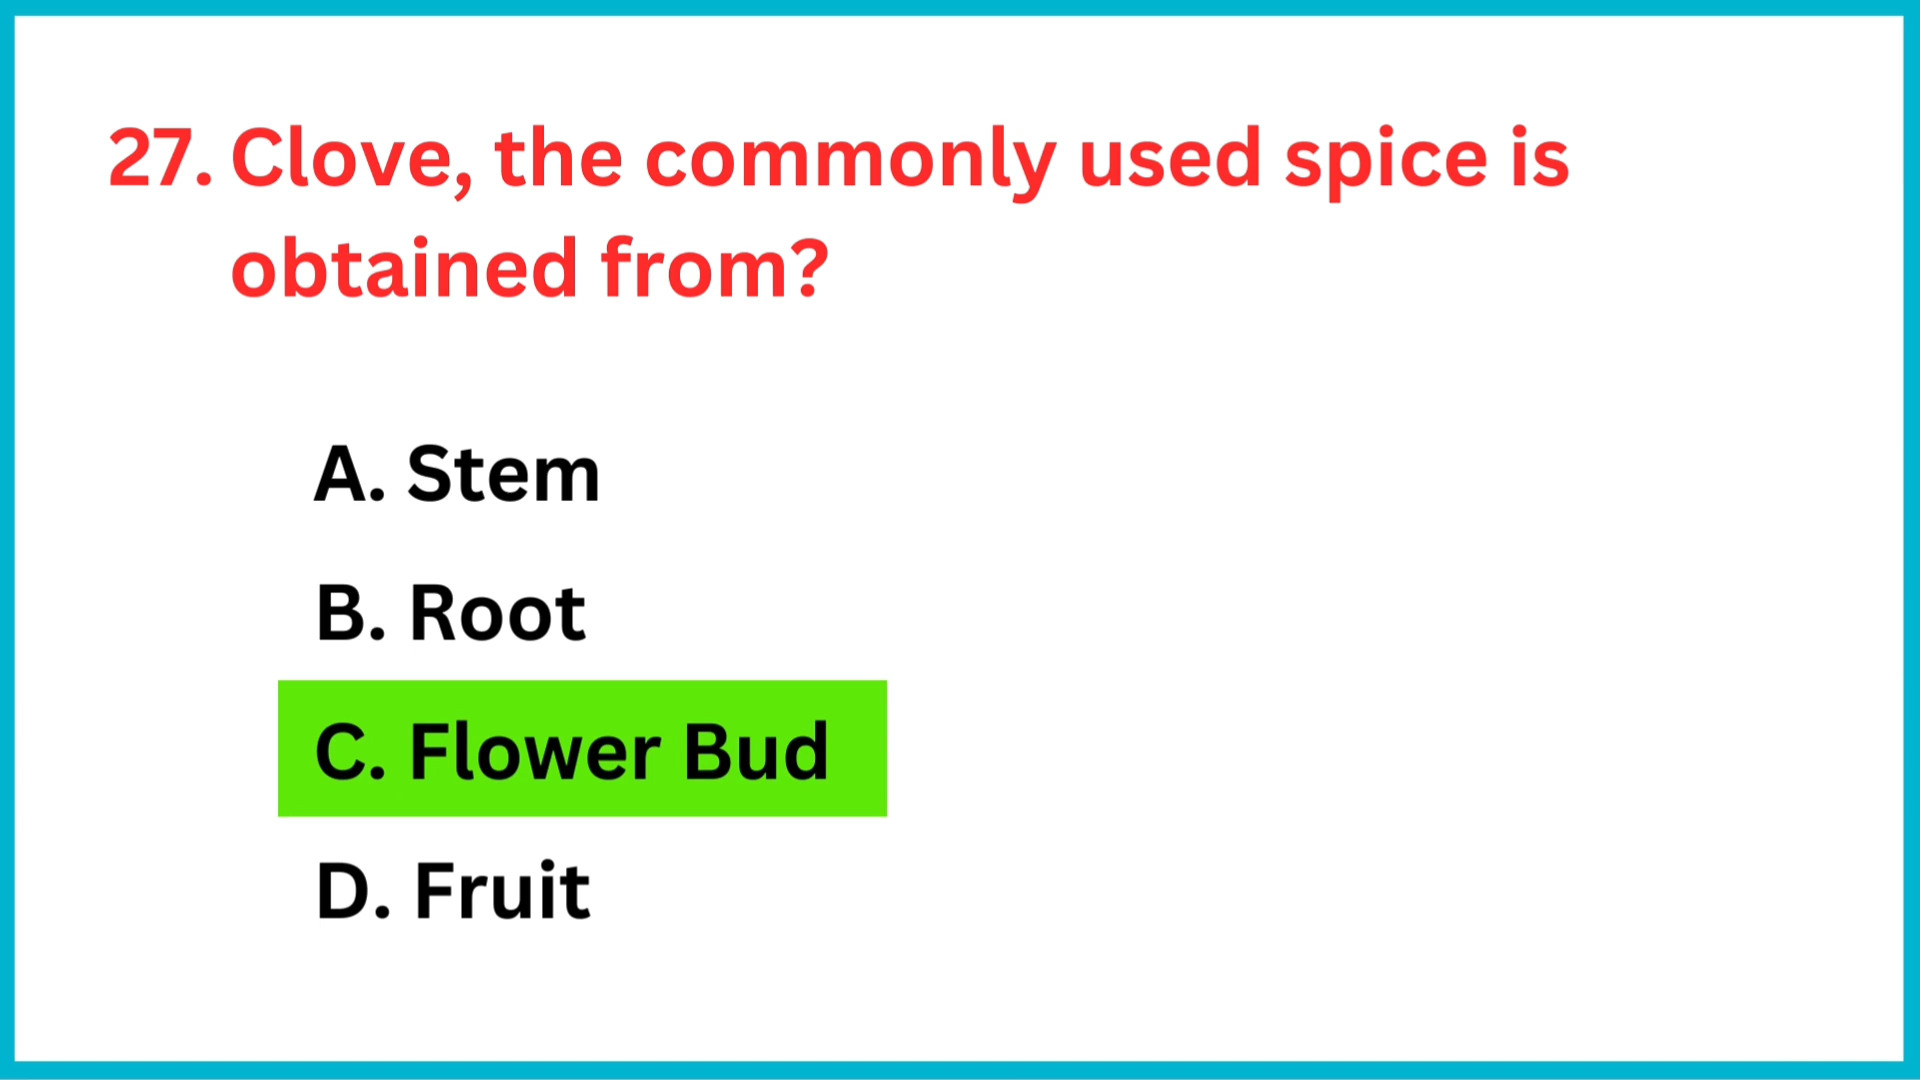 27. Clove, the commonly used spice is
obtained from?
A. Stem
B. Root
C. Flower Bud
D. Fruit